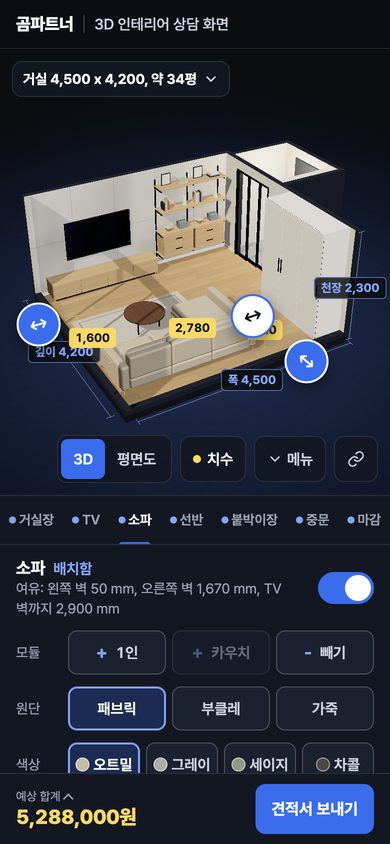 곰파트너 3D 인테리어 상담 화면
거실 4,500 x 4,200, 약 34평
천장 2,300
1,600
2,780
0
깊이 4,200
폭 4,500
3D 평면도 치수 메뉴
거실장 TV 소파 선반 붙박이장 중문 마감
소파 배치함
여유: 왼쪽 벽 50 mm, 오른쪽 벽 1,670 mm, TV
벽까지 2,900 mm
모듈 + 1인 + 카우치 - 빼기
원단 패브릭 부클레 가죽
색상 오트밀 그레이 세이지 차콜
예상 합계
5,288,000원
견적서 보내기